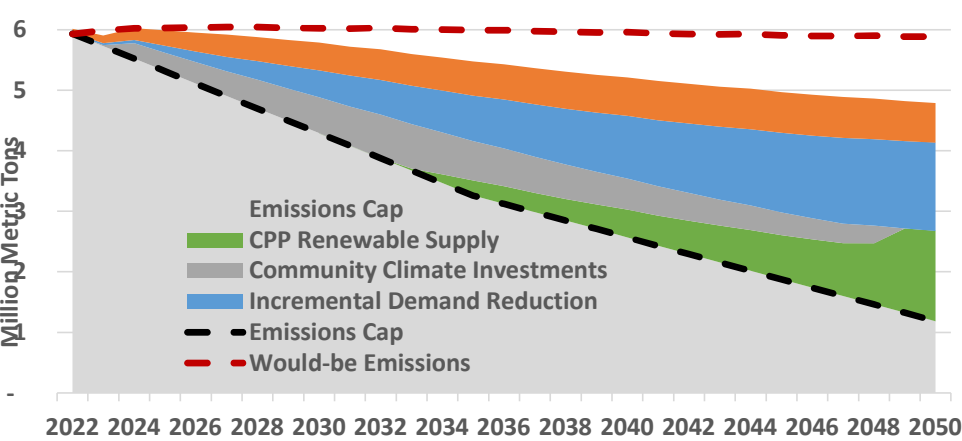 Million Metric Tons
6
5
4
3
2
1
-
Emissions Cap
CPP Renewable Supply
Community Climate Investments
Incremental Demand Reduction
Emissions Cap
Would-be Emissions
2022 2024 2026 2028 2030 2032 2034 2036 2038 2040 2042 2044 2046 2048 2050